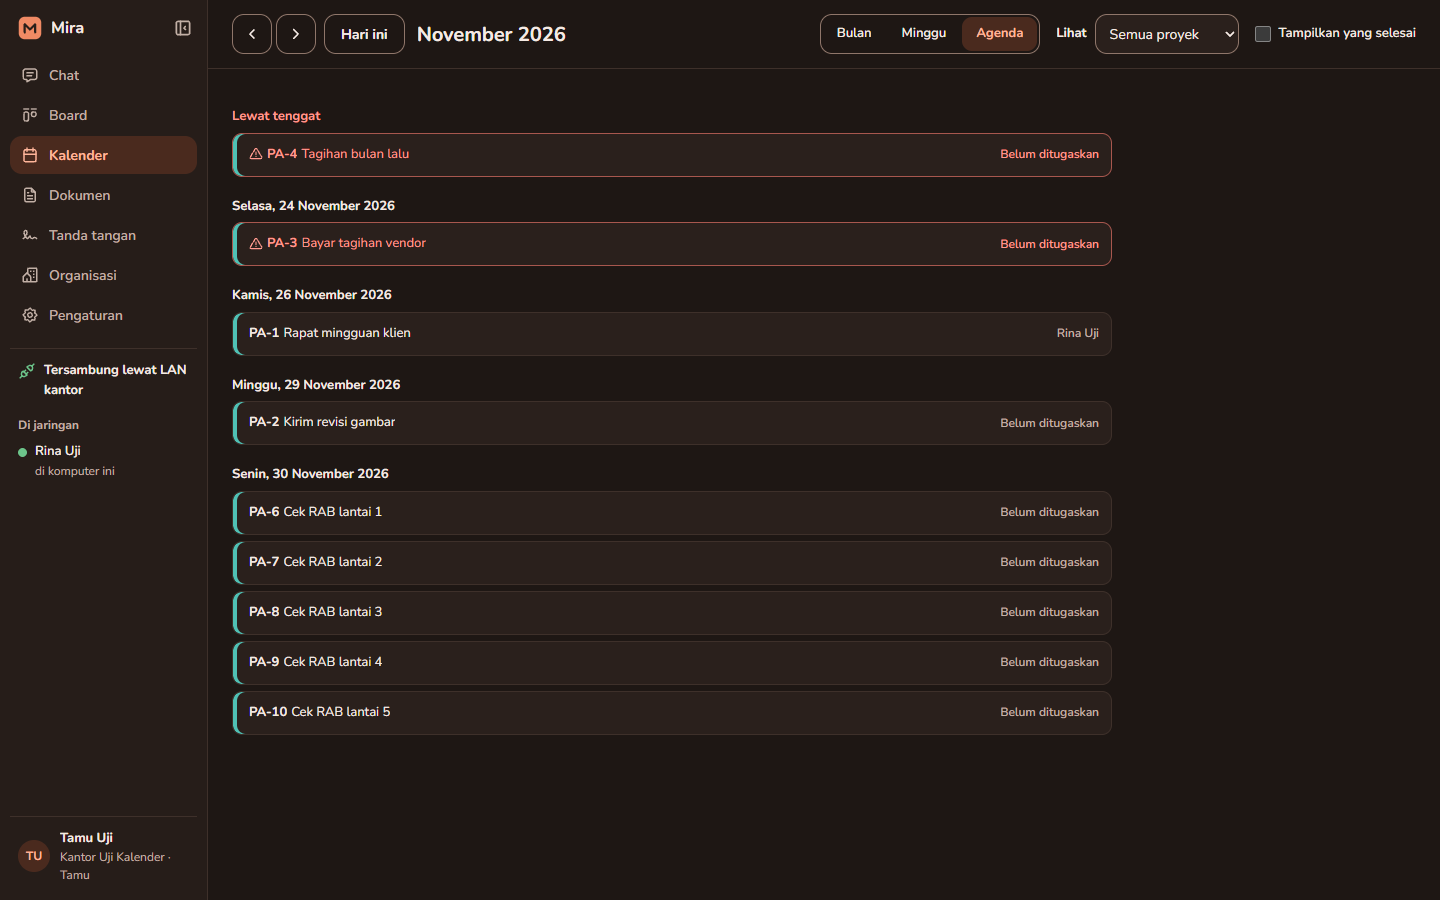 Mira
Chat
Board
Kalender
Dokumen
Tanda tangan
Organisasi
Pengaturan
Tersambung lewat LAN
kantor
Di jaringan
Rina Uji
di komputer ini
TU
Tamu Uji
Kantor Uji Kalender ·
Tamu
Hari ini
November 2026
Bulan
Minggu
Agenda
Lihat
Semua proyek
Tampilkan yang selesai
Lewat tenggat
PA-4 Tagihan bulan lalu
Belum ditugaskan
Selasa, 24 November 2026
PA-3 Bayar tagihan vendor
Belum ditugaskan
Kamis, 26 November 2026
PA-1 Rapat mingguan klien
Rina Uji
Minggu, 29 November 2026
PA-2 Kirim revisi gambar
Belum ditugaskan
Senin, 30 November 2026
PA-6 Cek RAB lantai 1
Belum ditugaskan
PA-7 Cek RAB lantai 2
Belum ditugaskan
PA-8 Cek RAB lantai 3
Belum ditugaskan
PA-9 Cek RAB lantai 4
Belum ditugaskan
PA-10 Cek RAB lantai 5
Belum ditugaskan